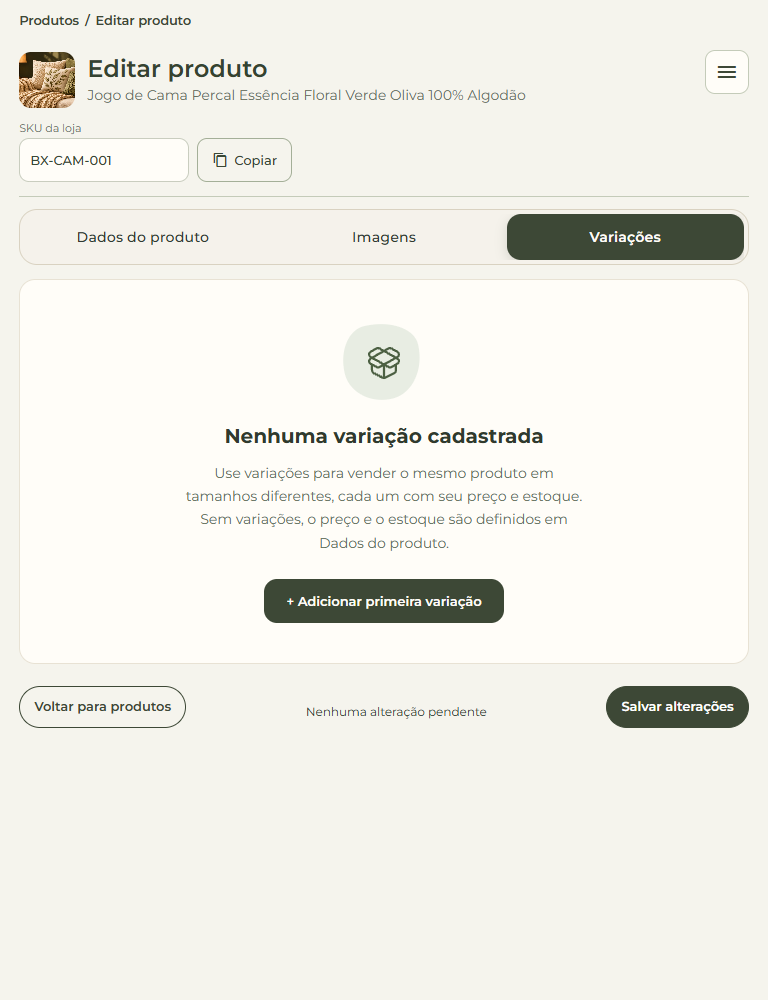 Produtos / Editar produto
Editar produto
Jogo de Cama Percal Essência Floral Verde Oliva 100% Algodão
SKU da loja
BX-CAM-001
Copiar
Dados do produto
Imagens
Variações
Nenhuma variação cadastrada
Use variações para vender o mesmo produto em
tamanhos diferentes, cada um com seu preço e estoque.
Sem variações, o preço e o estoque são definidos em
Dados do produto.
+ Adicionar primeira variação
Voltar para produtos
Nenhuma alteração pendente
Salvar alterações